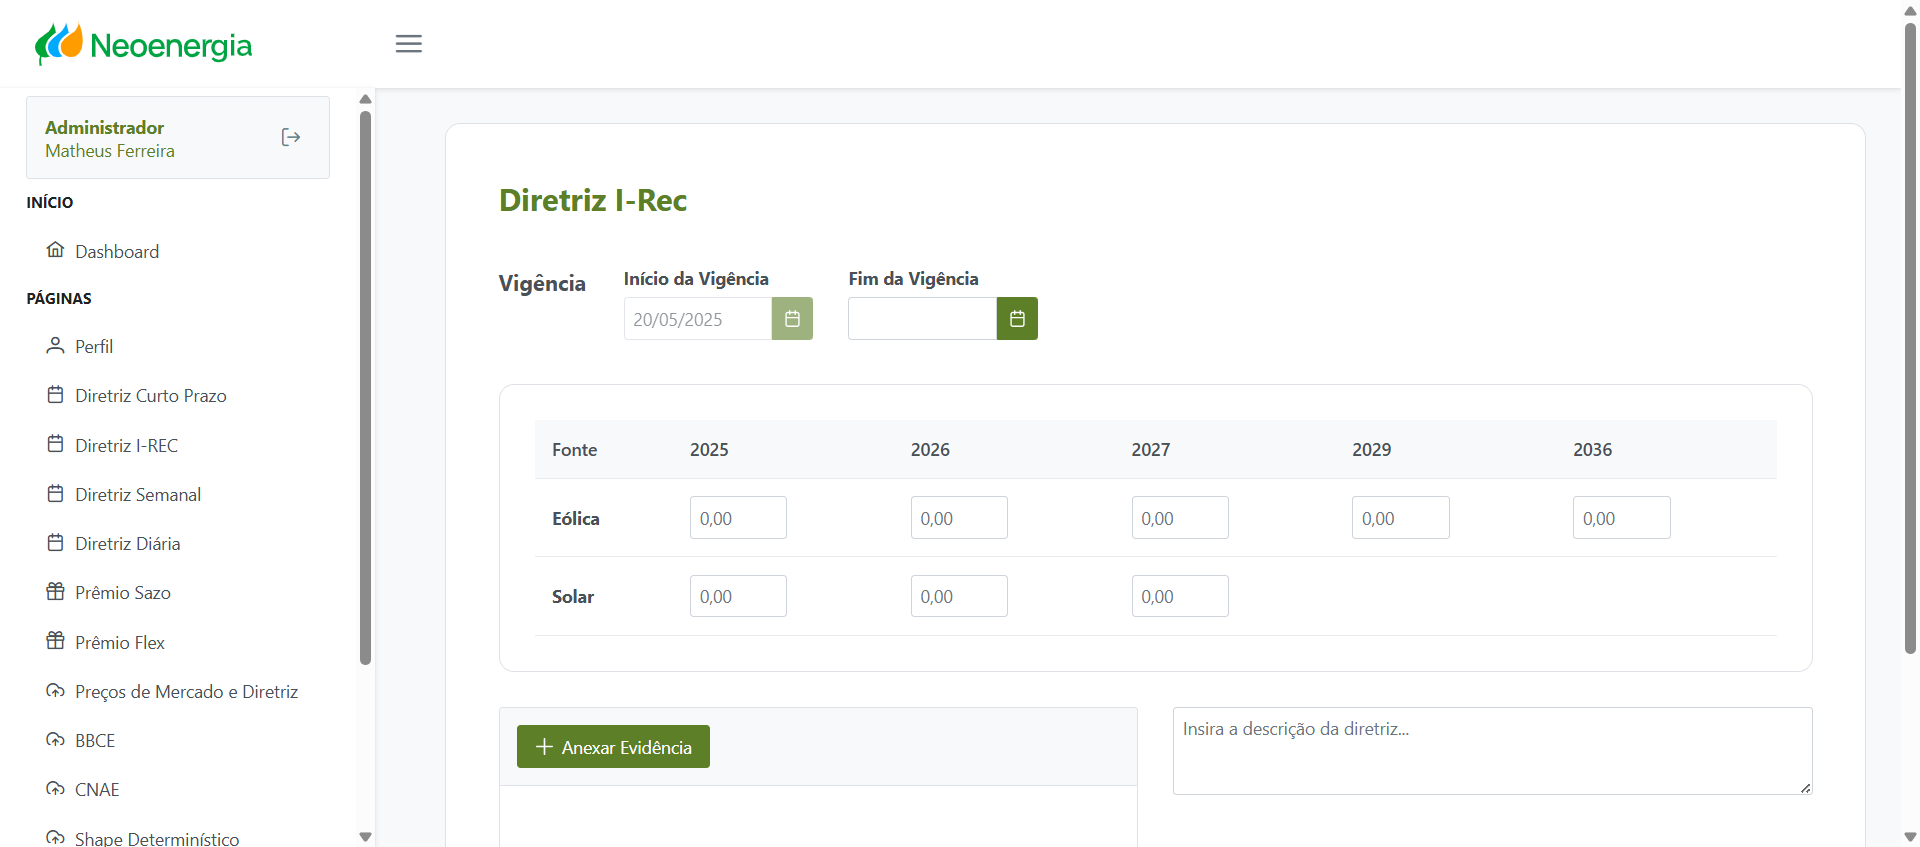 Neoenergia
Administrador
Matheus Ferreira
INÍCIO
Dashboard
PÁGINAS
Perfil
Diretriz Curto Prazo
Diretriz I-REC
Diretriz Semanal
Diretriz Diária
Prêmio Sazo
Prêmio Flex
Preços de Mercado e Diretriz
BBCE
CNAE
Shape Determinístico
Diretriz I-Rec
Vigência
Início da Vigência
Fim da Vigência
20/05/2025
Fonte 2025 2026 2027 2029 2036
Eólica 0,00 0,00 0,00 0,00 0,00
Solar 0,00 0,00 0,00
Anexar Evidência
Insira a descrição da diretriz...